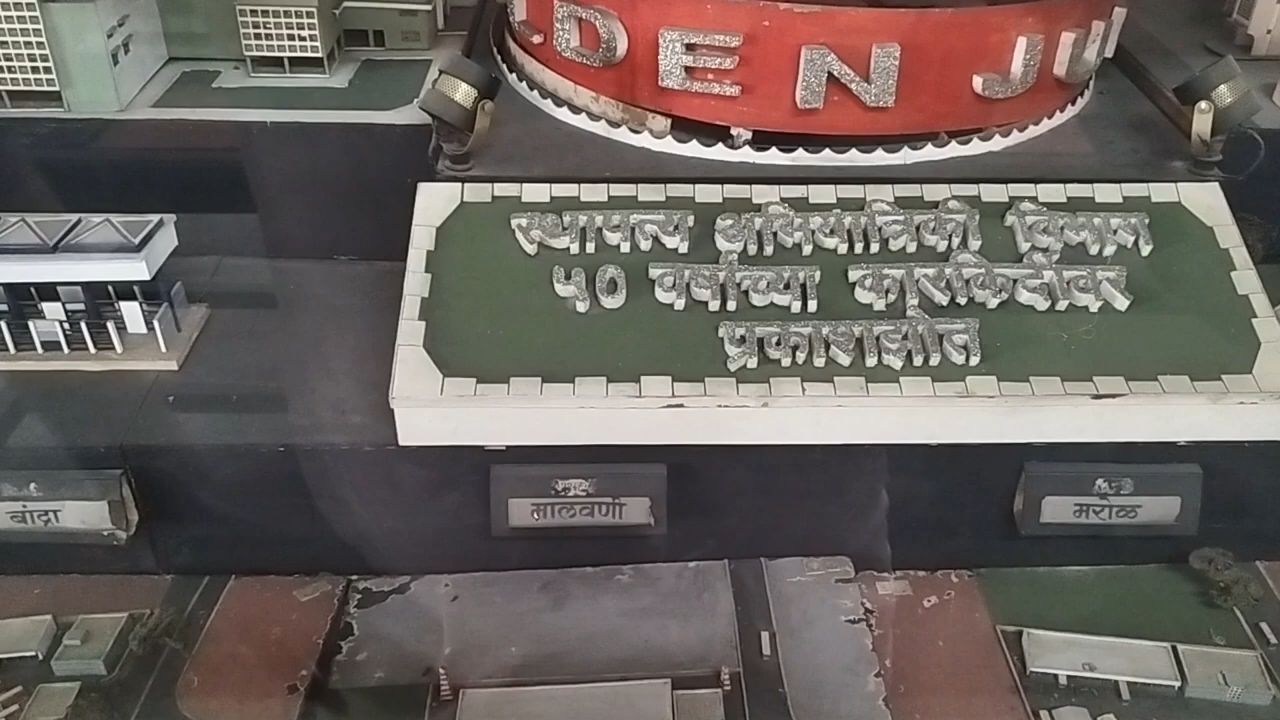 DEN JU
स्थापत्य अभियांत्रिकी विभाग
५० वर्षाच्या कारकिर्दीवर
प्रकाशझोत
बांद्रा
मालवणी
मरोळ